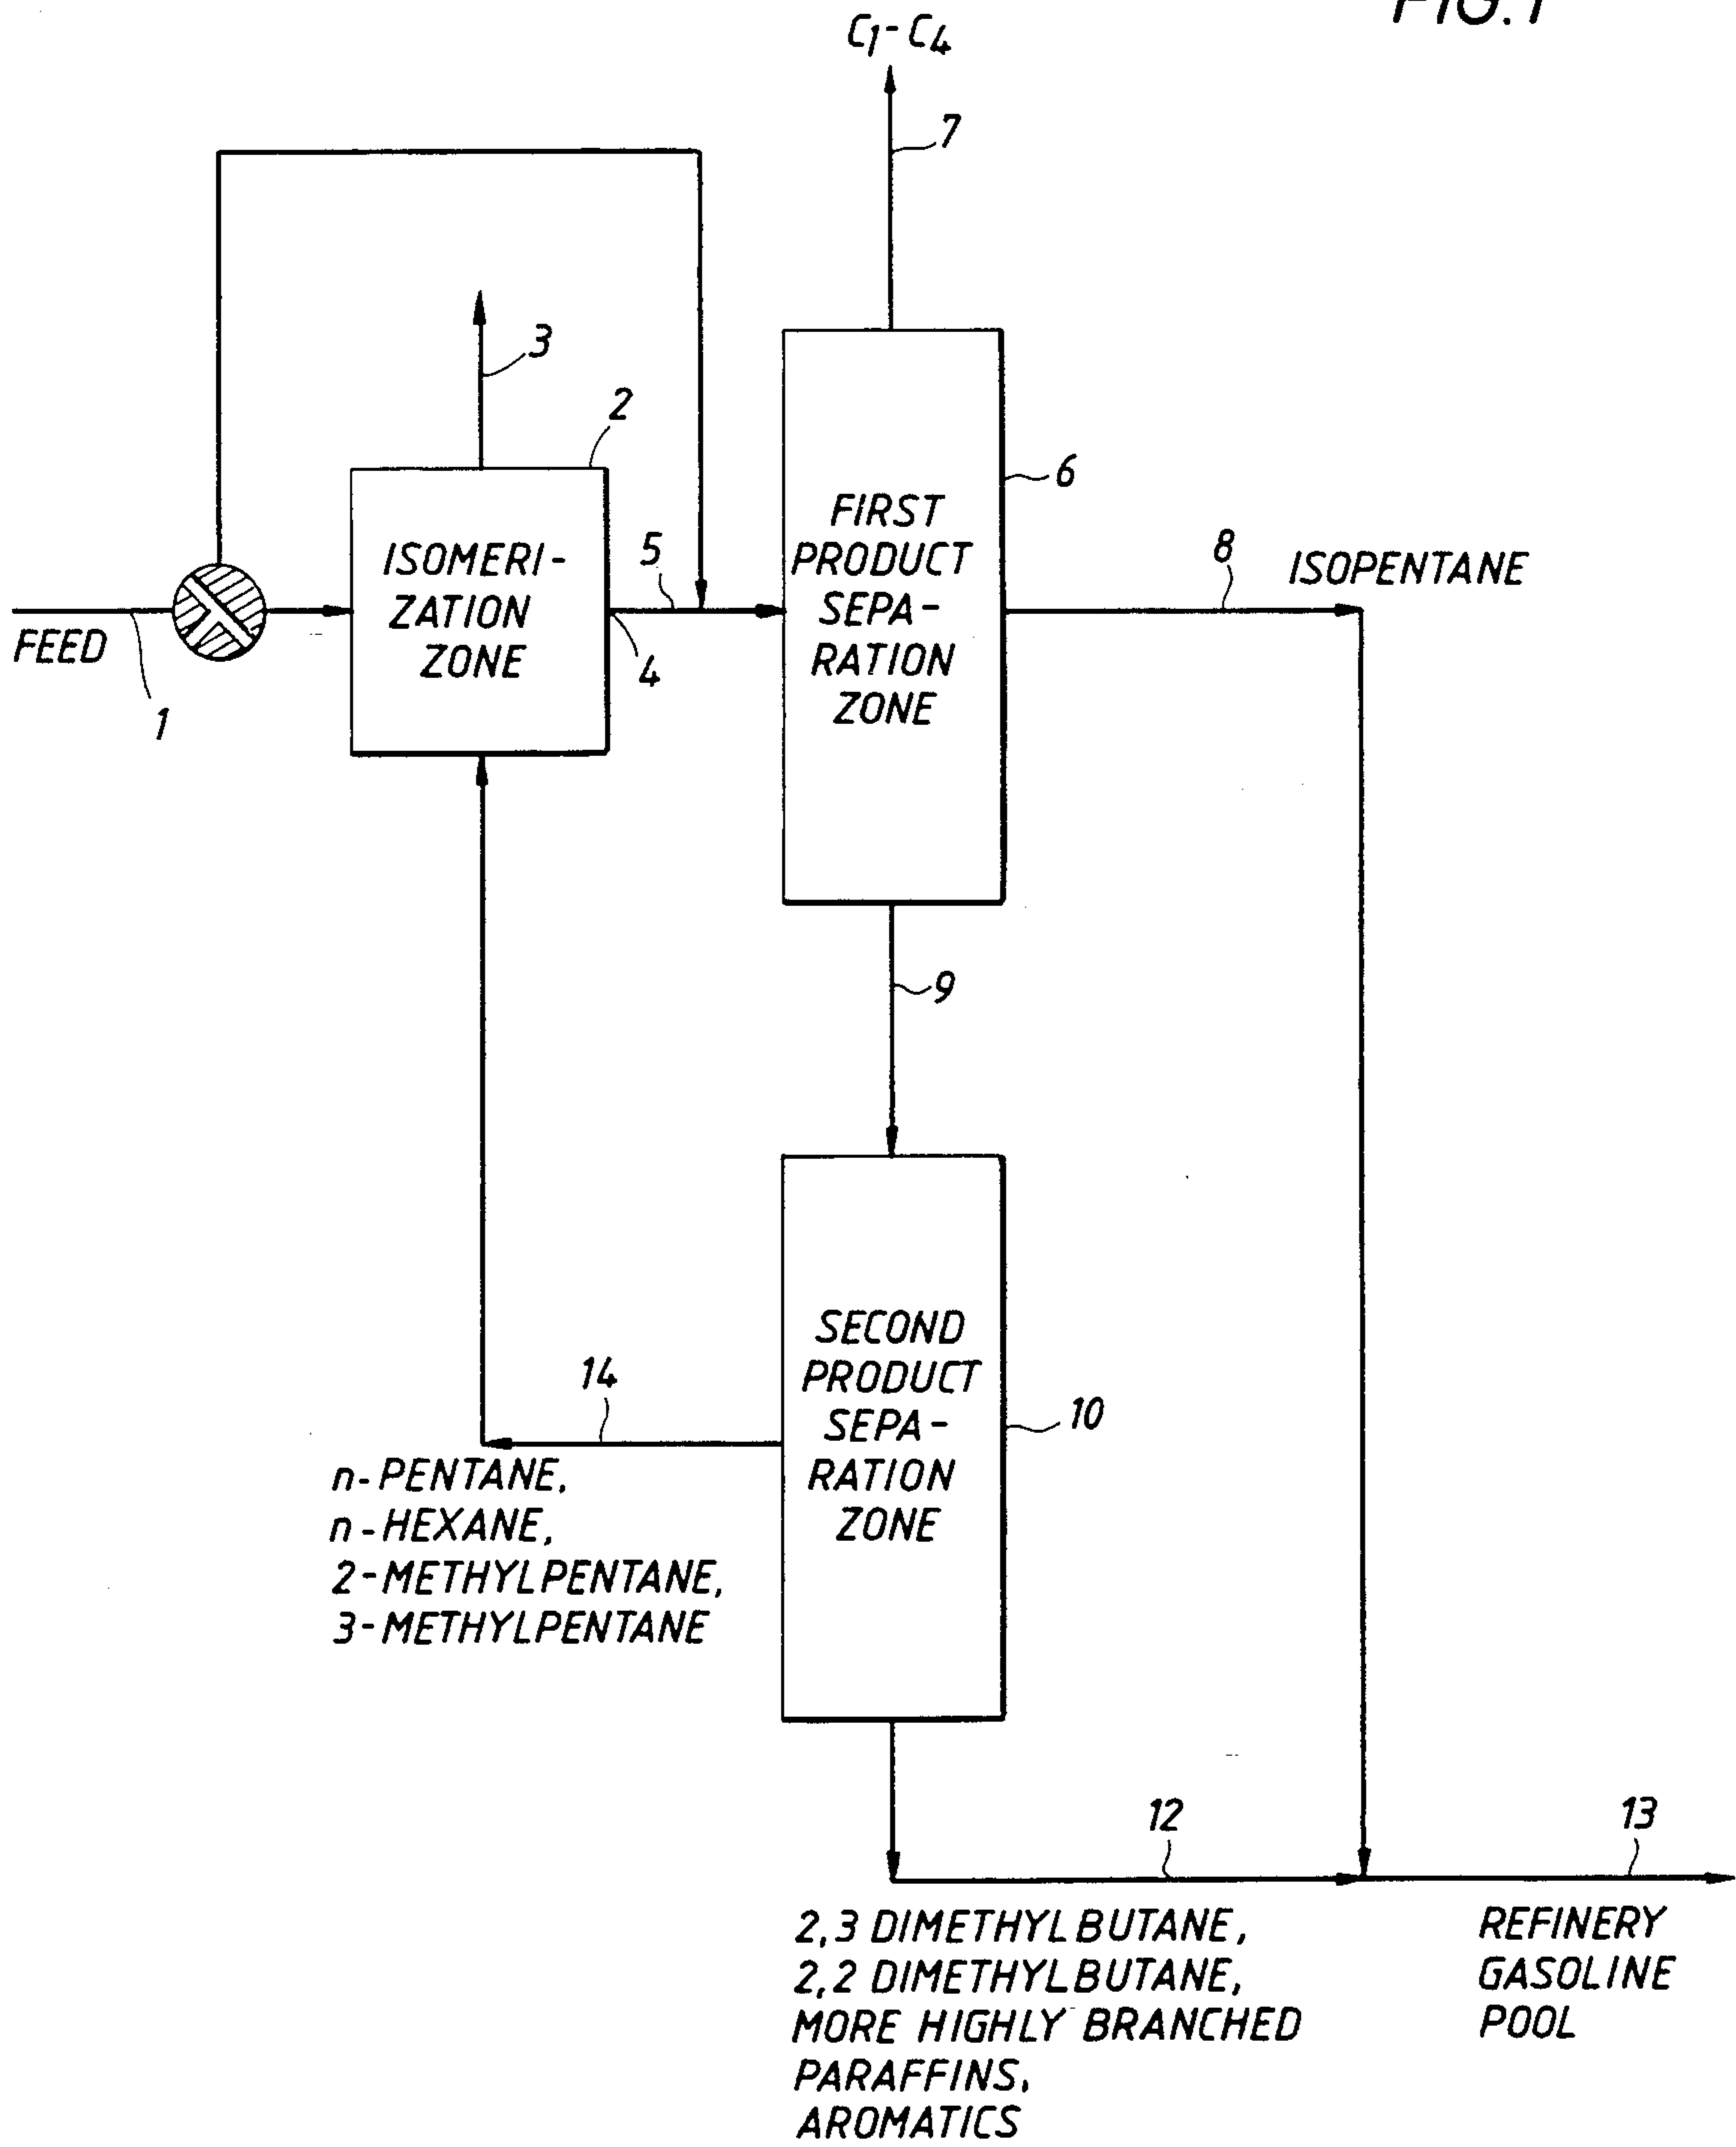 FIG.1
C1-C4
7
3
2
6
FIRST
PRODUCT
SEPA-
RATION
ZONE
ISOMERI-
ZATION
ZONE
5
8
ISOPENTANE
FEED
4
1
9
SECOND
PRODUCT
SEPA-
RATION
ZONE
14
10
n-PENTANE,
n-HEXANE,
2-METHYLPENTANE,
3-METHYLPENTANE
12
13
2,3 DIMETHYLBUTANE,
2,2 DIMETHYLBUTANE,
MORE HIGHLY BRANCHED
PARAFFINS,
AROMATICS
REFINERY
GASOLINE
POOL